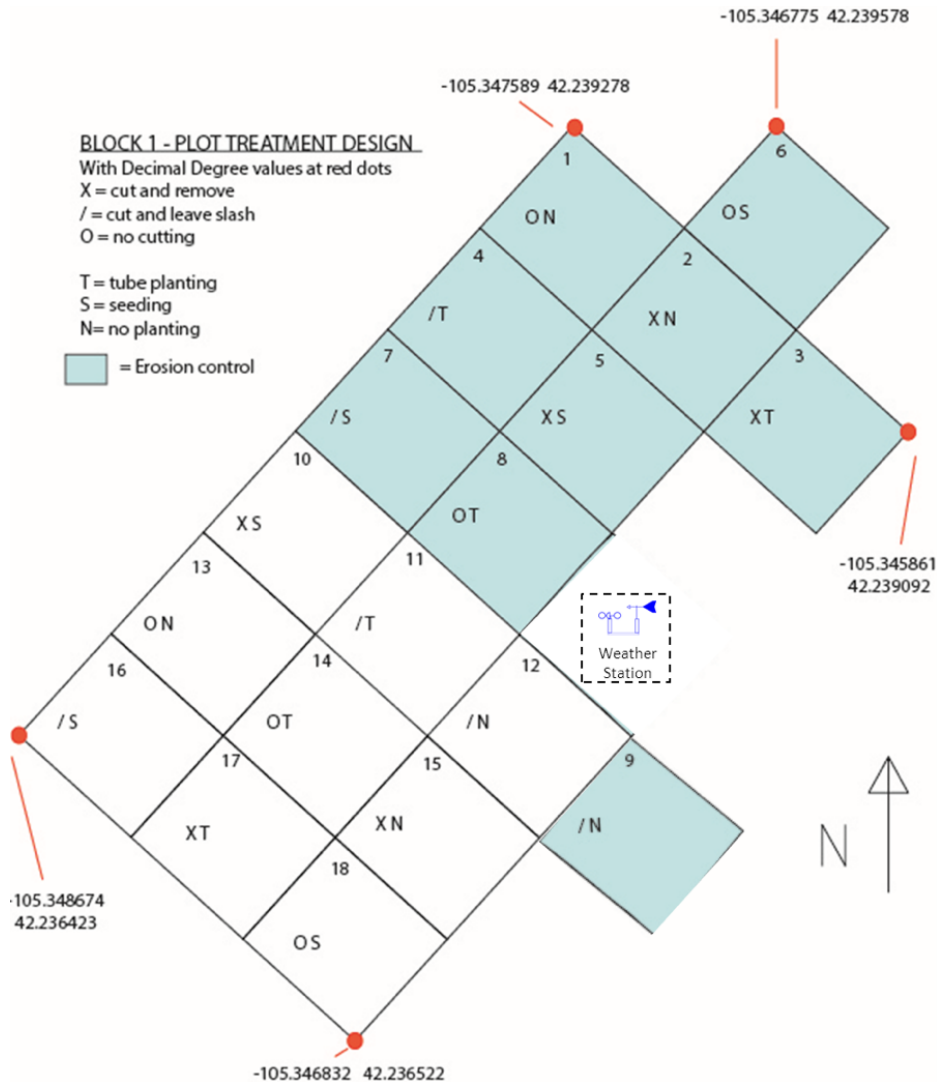 -105.346775 42.239578
-105.347589 42.239278
BLOCK 1 - PLOT TREATMENT DESIGN
With Decimal Degree values at red dots
X = cut and remove
/ = cut and leave slash
O = no cutting
T = tube planting
S = seeding
N= no planting
= Erosion control
1
ON
6
OS
4
/T
2
XN
7
/S
5
XS
3
XT
10
XS
8
OT
-105.345861
42.239092
13
ON
11
/T
Weather
Station
16
/S
14
OT
12
/N
17
XT
15
XN
9
/N
N
18
OS
-105.348674
42.236423
-105.346832 42.236522